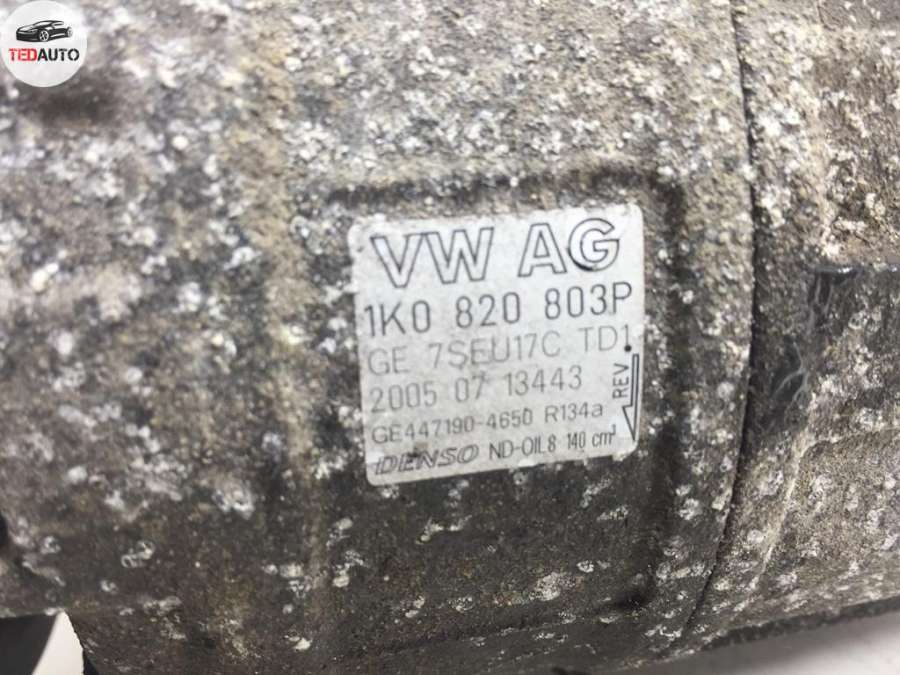 TEDAUTO
VW AG
1K0 820 803P
GE 7SEU17C TD1
2005 07 13443
GE447190-4650 R134a
DENSO ND-OIL8 140 cm³
REV.